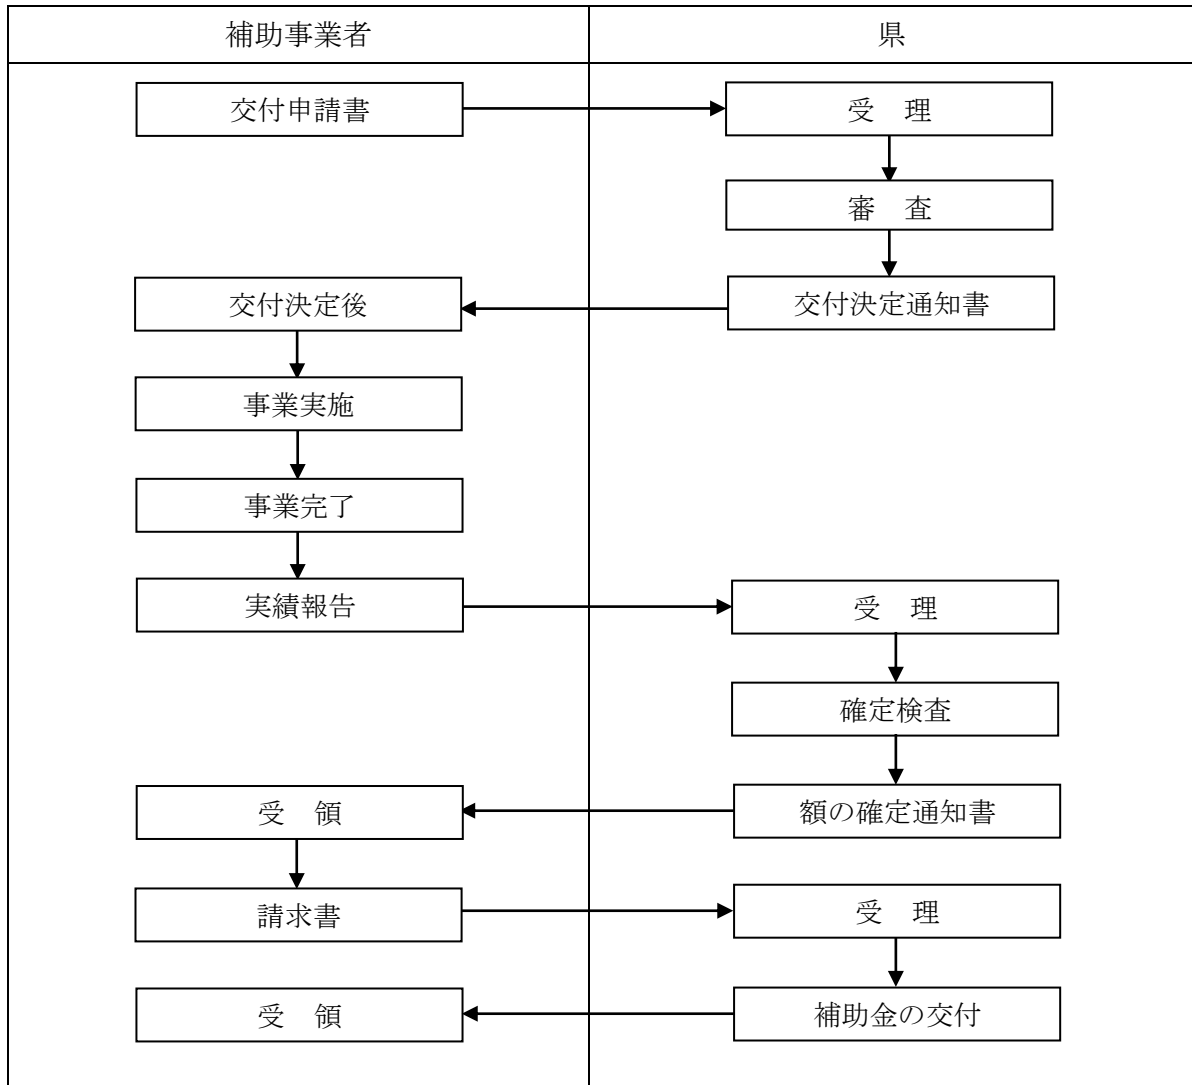 補助事業者
県
交付申請書
受　理
審　査
交付決定後
交付決定通知書
事業実施
事業完了
実績報告
受　理
確定検査
受　領
額の確定通知書
請求書
受　理
受　領
補助金の交付